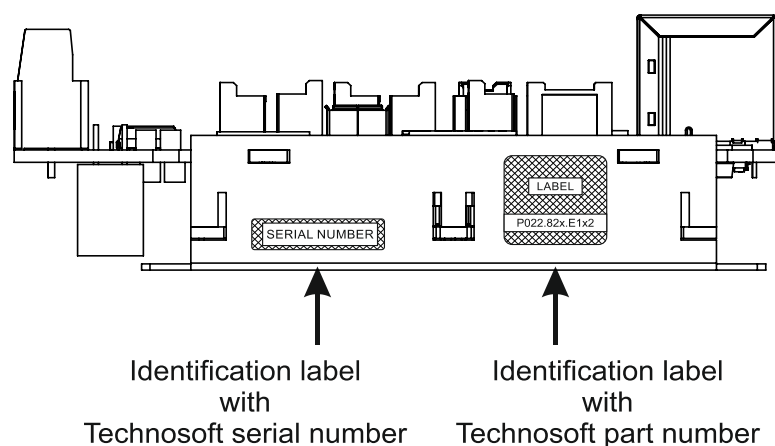 LABEL
P022.82x.E1x2
SERIAL NUMBER
Identification label
with
Technosoft serial number
Identification label
with
Technosoft part number